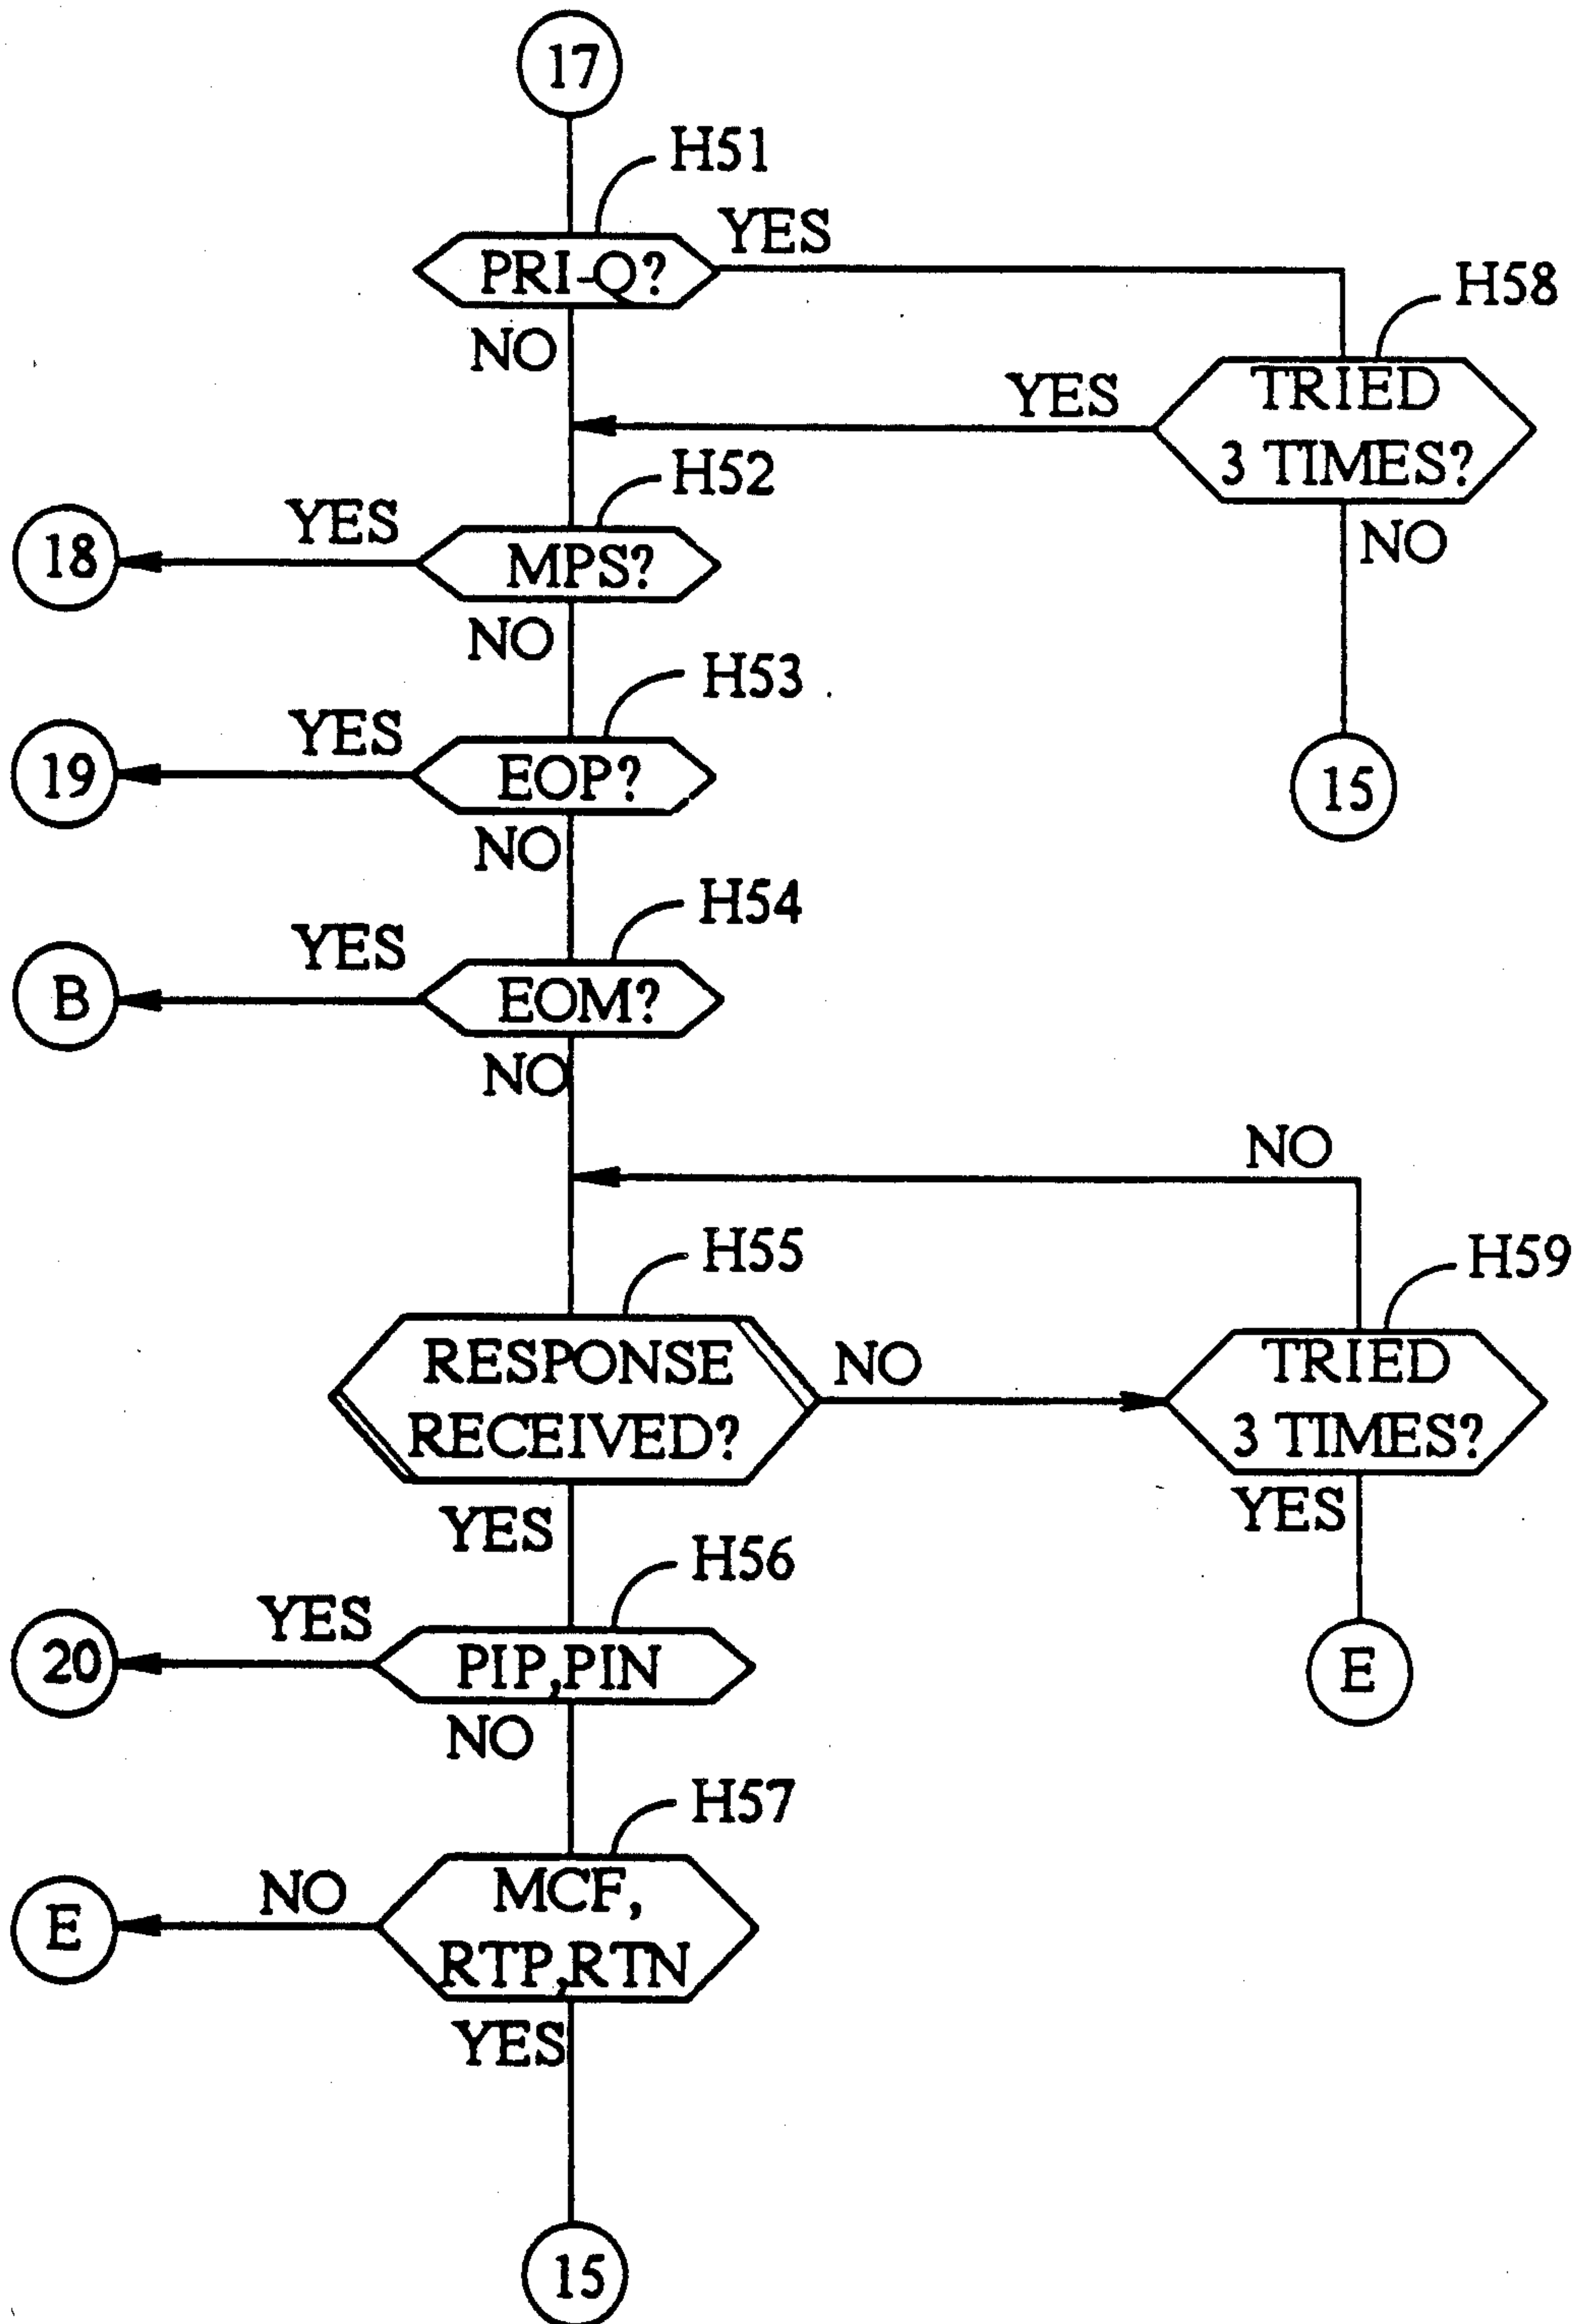 17
H51
YES
PRI-Q?
H58
NO
TRIED
YES
3 TIMES?
H52
YES
NO
18
MPS?
NO
H53
YES
19
EOP?
15
NO
H54
YES
B
EOM?
NO
NO
H55
H59
RESPONSE
NO
TRIED
RECEIVED?
3 TIMES?
YES
YES
H56
YES
20
PIP,PIN
E
NO
H57
MCF,
NO
E
RTP,RTN
YES
15